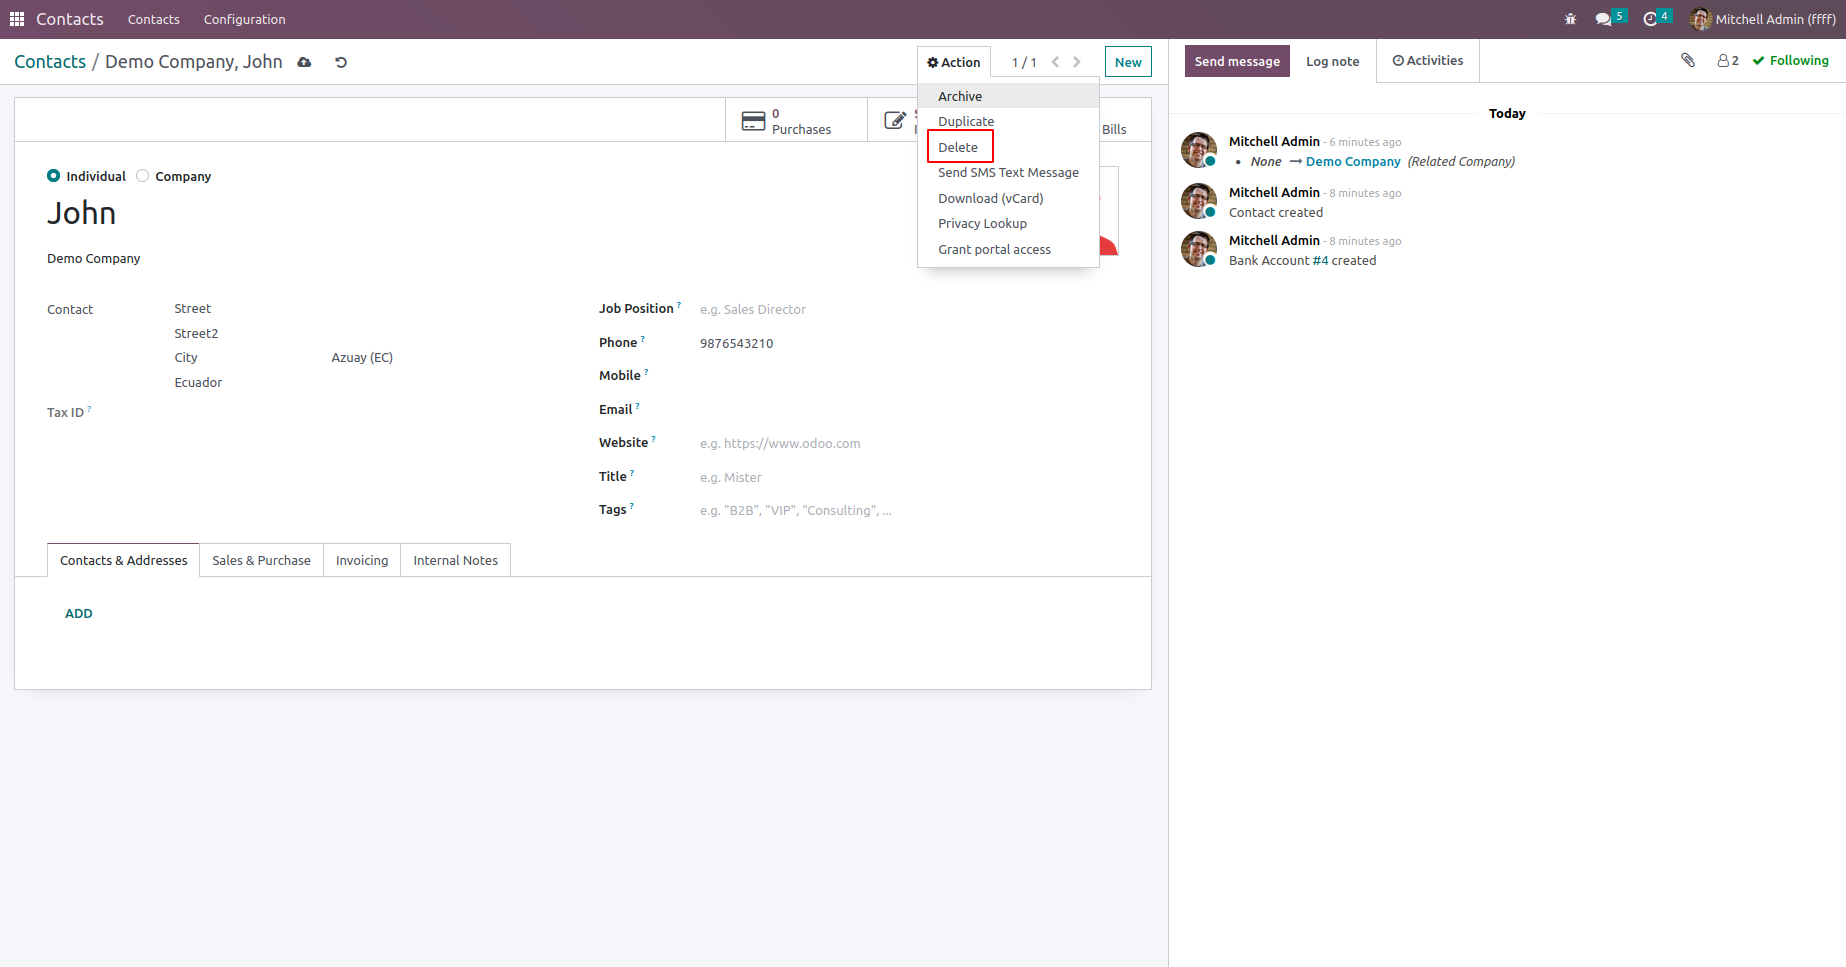 Contacts Contacts Configuration 5 4 Mitchell Admin (ffff)
Contacts / Demo Company, John Action 1 / 1 New
Send message Log note Activities 2 Following
Archive
Duplicate
Delete
Send SMS Text Message
Download (vCard)
Privacy Lookup
Grant portal access
0
Purchases
Bills
Individual Company
John
Demo Company
Contact
Street
Street2
City Azuay (EC)
Ecuador
Tax ID ?
Job Position ? e.g. Sales Director
Phone ? 9876543210
Mobile ?
Email ?
Website ? e.g. https://www.odoo.com
Title ? e.g. Mister
Tags ? e.g. "B2B", "VIP", "Consulting", ...
Contacts & Addresses Sales & Purchase Invoicing Internal Notes
ADD
Today
Mitchell Admin - 6 minutes ago
• None → Demo Company (Related Company)
Mitchell Admin - 8 minutes ago
Contact created
Mitchell Admin - 8 minutes ago
Bank Account #4 created